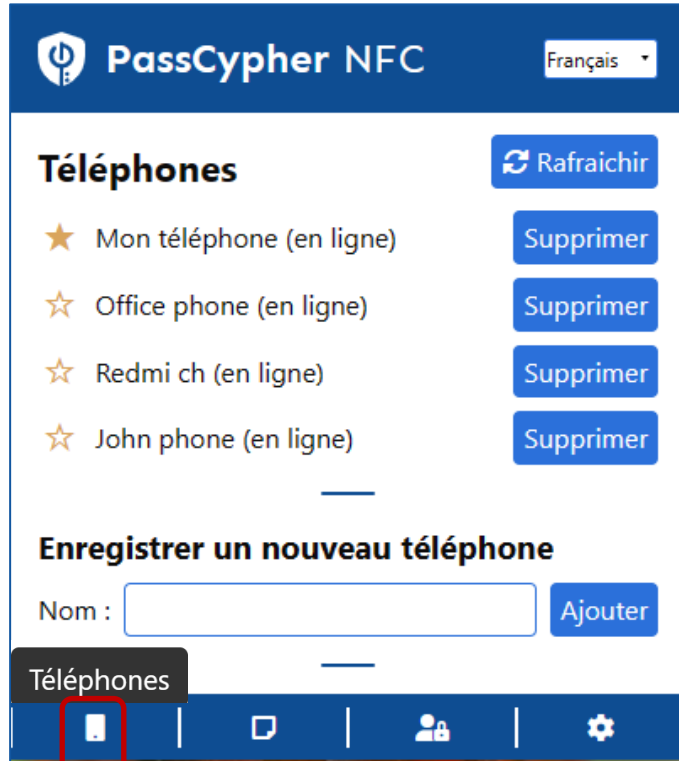 PassCypher NFC
Français
Téléphones
Rafraichir
Mon téléphone (en ligne)
Supprimer
Office phone (en ligne)
Supprimer
Redmi ch (en ligne)
Supprimer
John phone (en ligne)
Supprimer
Enregistrer un nouveau téléphone
Nom :
Ajouter
Téléphones